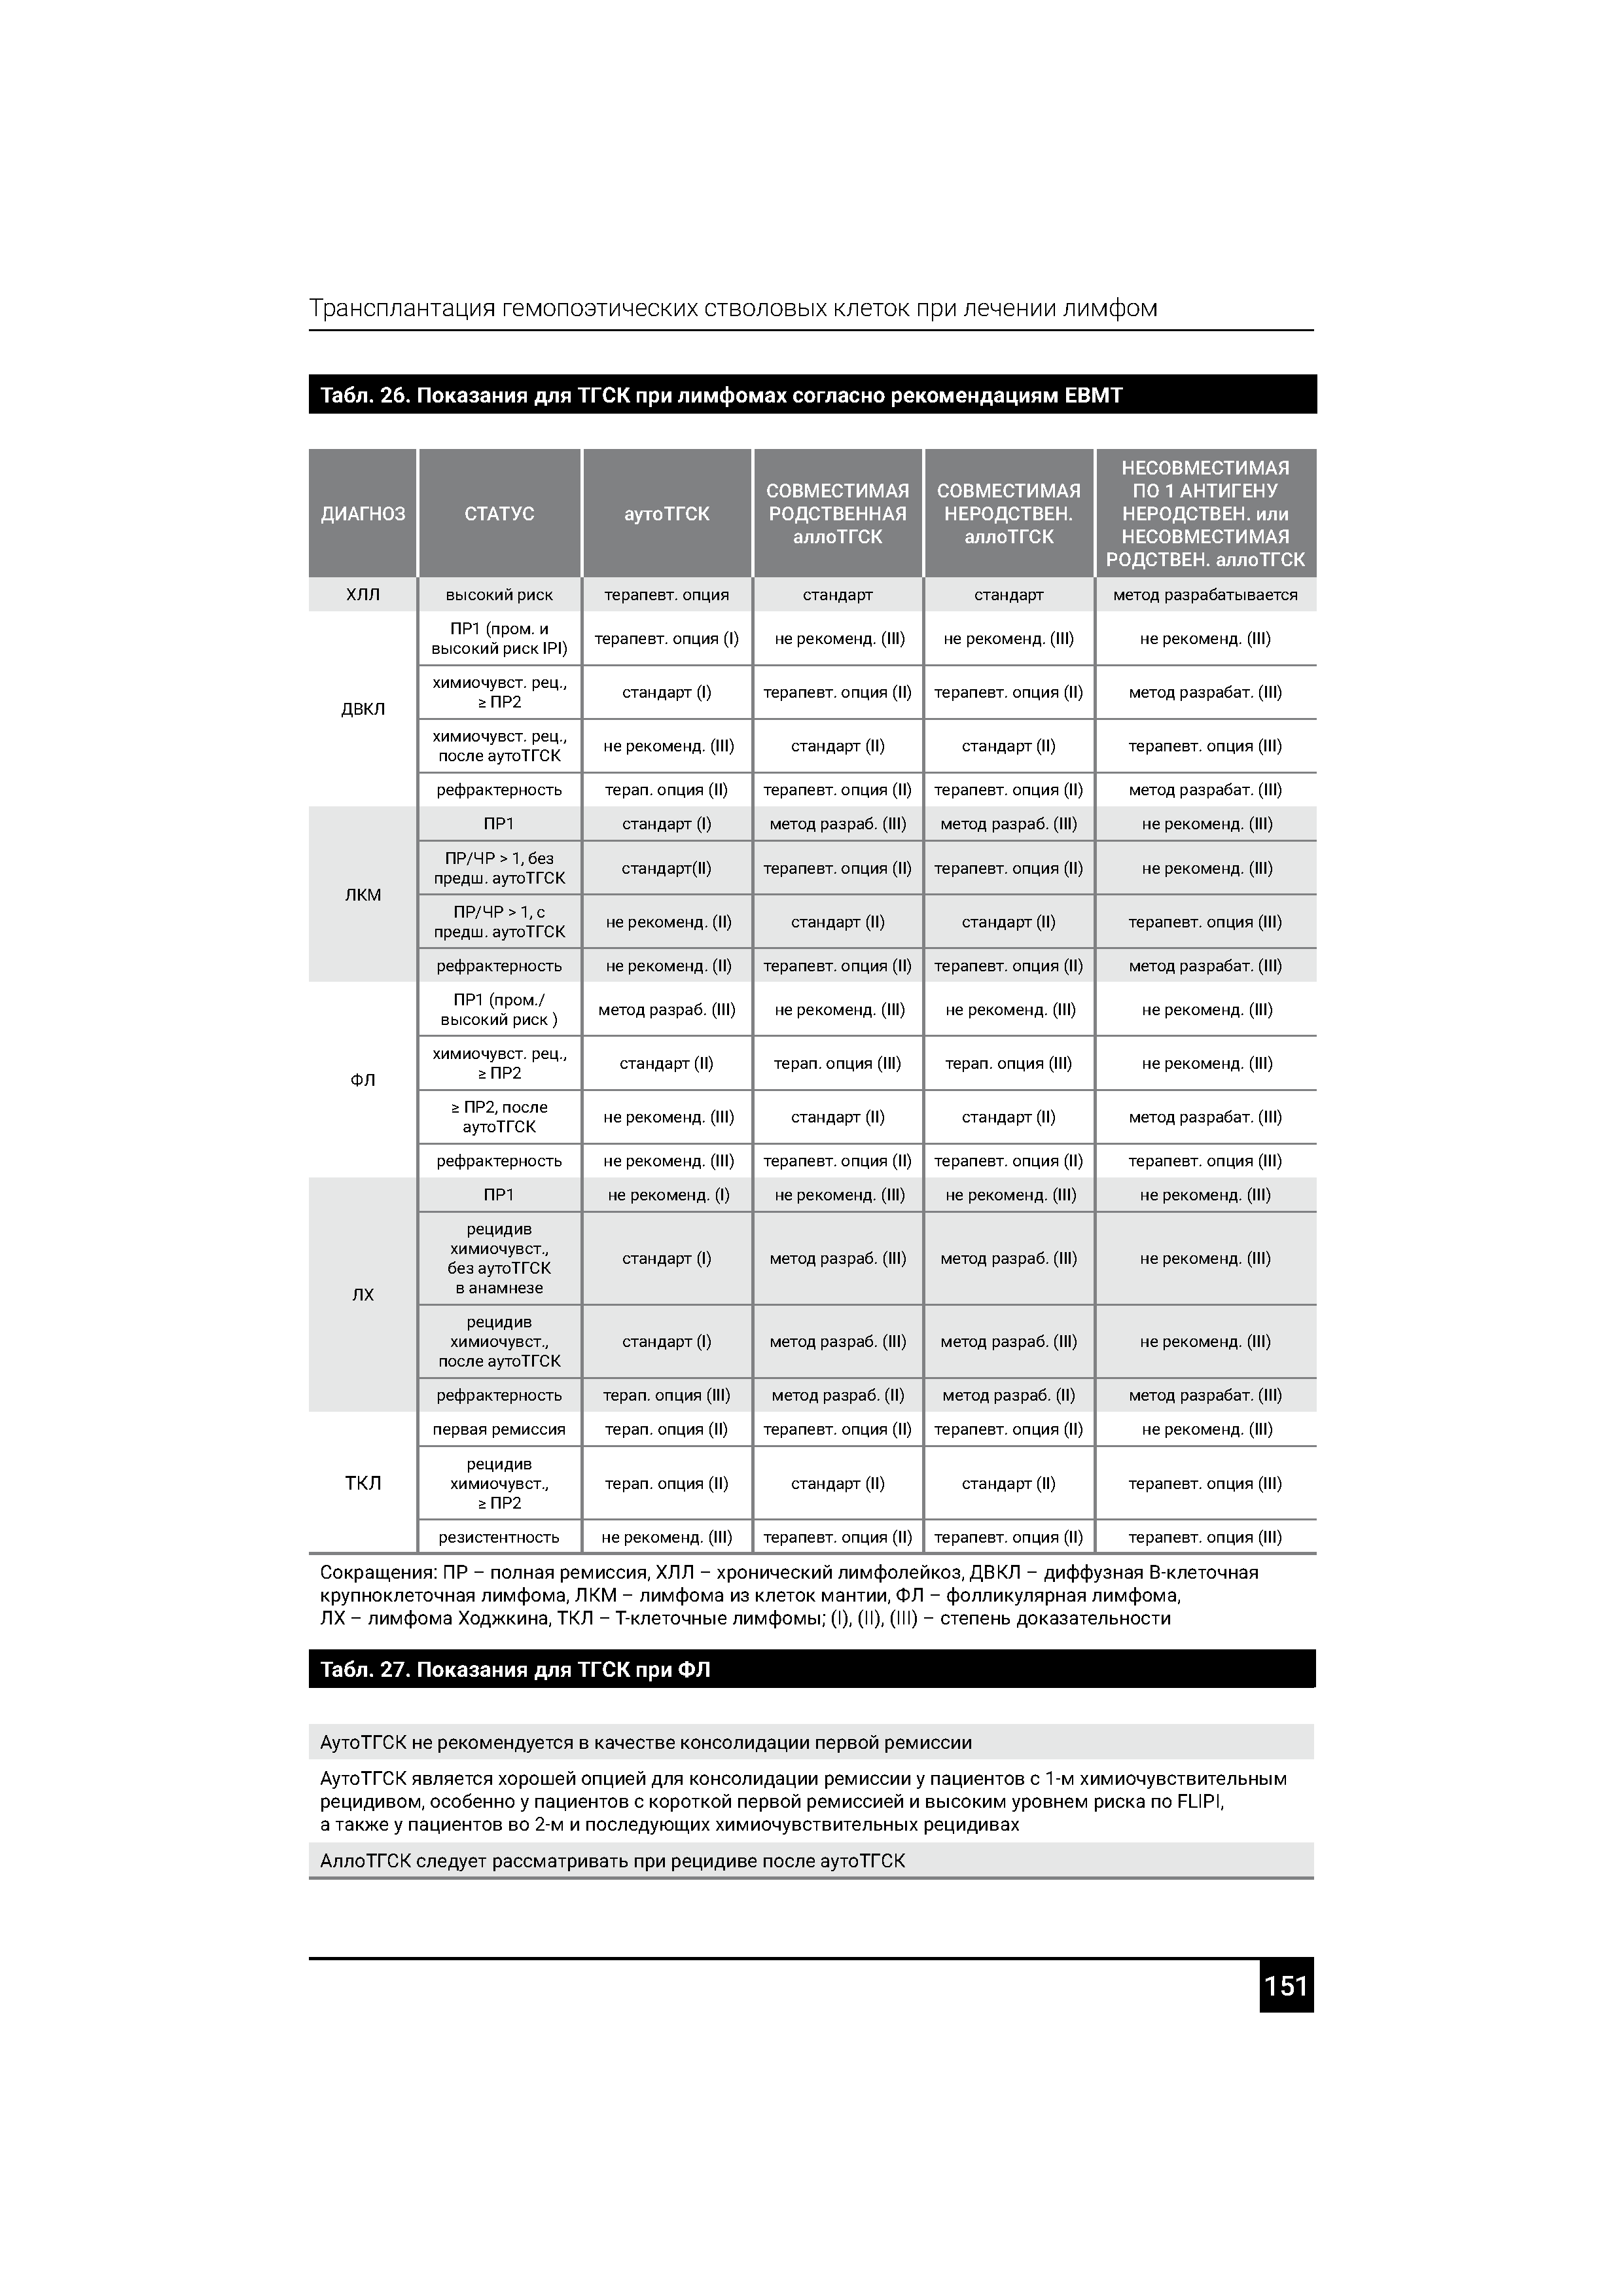 Трансплантация гемопоэтических стволовых клеток при лечении лимфом
Табл. 26. Показания для ТГСК при лимфомах согласно рекомендациям ЕВМТ
ДИАГНОЗ
СТАТУС
аутоТГСК
СОВМЕСТИМАЯ
РОДСТВЕННАЯ
аллоТГСК
СОВМЕСТИМАЯ
НЕРОДСТВЕН.
аллоТГСК
НЕСОВМЕСТИМАЯ
ПО 1 АНТИГЕНУ
НЕРОДСТВЕН. или
НЕСОВМЕСТИМАЯ
РОДСТВЕН. аллоТГСК
ХЛЛ высокий риск терапевт. опция стандарт стандарт метод разрабатывается
ДВКЛ
ПР1 (пром. и
высокий риск IPI)
терапевт. опция (I) не рекоменд. (III) не рекоменд. (III) не рекоменд. (III)
химиочувст. рец.,
≥ ПР2
стандарт (I) терапевт. опция (II) терапевт. опция (II) метод разрабат. (III)
химиочувст. рец.,
после аутоТГСК
не рекоменд. (III) стандарт (II) стандарт (II) терапевт. опция (III)
рефрактерность терап. опция (II) терапевт. опция (II) терапевт. опция (II) метод разрабат. (III)
ЛКМ
ПР1 стандарт (I) метод разраб. (III) метод разраб. (III) не рекоменд. (III)
ПР/ЧР > 1, без
предш. аутоТГСК
стандарт(II) терапевт. опция (II) терапевт. опция (II) не рекоменд. (III)
ПР/ЧР > 1, с
предш. аутоТГСК
не рекоменд. (II) стандарт (II) стандарт (II) терапевт. опция (III)
рефрактерность не рекоменд. (II) терапевт. опция (II) терапевт. опция (II) метод разрабат. (III)
ФЛ
ПР1 (пром./
высокий риск )
метод разраб. (III) не рекоменд. (III) не рекоменд. (III) не рекоменд. (III)
химиочувст. рец.,
≥ ПР2
стандарт (II) терап. опция (III) терап. опция (III) не рекоменд. (III)
≥ ПР2, после
аутоТГСК
не рекоменд. (III) стандарт (II) стандарт (II) метод разрабат. (III)
рефрактерность не рекоменд. (III) терапевт. опция (II) терапевт. опция (II) терапевт. опция (III)
ЛХ
ПР1 не рекоменд. (I) не рекоменд. (III) не рекоменд. (III) не рекоменд. (III)
рецидив
химиочувст.,
без аутоТГСК
в анамнезе
стандарт (I) метод разраб. (III) метод разраб. (III) не рекоменд. (III)
рецидив
химиочувст.,
после аутоТГСК
стандарт (I) метод разраб. (III) метод разраб. (III) не рекоменд. (III)
рефрактерность терап. опция (III) метод разраб. (II) метод разраб. (II) метод разрабат. (III)
ТКЛ
первая ремиссия терап. опция (II) терапевт. опция (II) терапевт. опция (II) не рекоменд. (III)
рецидив
химиочувст.,
≥ ПР2
терап. опция (II) стандарт (II) стандарт (II) терапевт. опция (III)
резистентность не рекоменд. (III) терапевт. опция (II) терапевт. опция (II) терапевт. опция (III)
Сокращения: ПР – полная ремиссия, ХЛЛ – хронический лимфолейкоз, ДВКЛ – диффузная В-клеточная
крупноклеточная лимфома, ЛКМ – лимфома из клеток мантии, ФЛ – фолликулярная лимфома,
ЛХ – лимфома Ходжкина, ТКЛ – Т-клеточные лимфомы; (I), (II), (III) – степень доказательности
Табл. 27. Показания для ТГСК при ФЛ
АутоТГСК не рекомендуется в качестве консолидации первой ремиссии
АутоТГСК является хорошей опцией для консолидации ремиссии у пациентов с 1-м химиочувствительным
рецидивом, особенно у пациентов с короткой первой ремиссией и высоким уровнем риска по FLIPI,
а также у пациентов во 2-м и последующих химиочувствительных рецидивах
АллоТГСК следует рассматривать при рецидиве после аутоТГСК
151